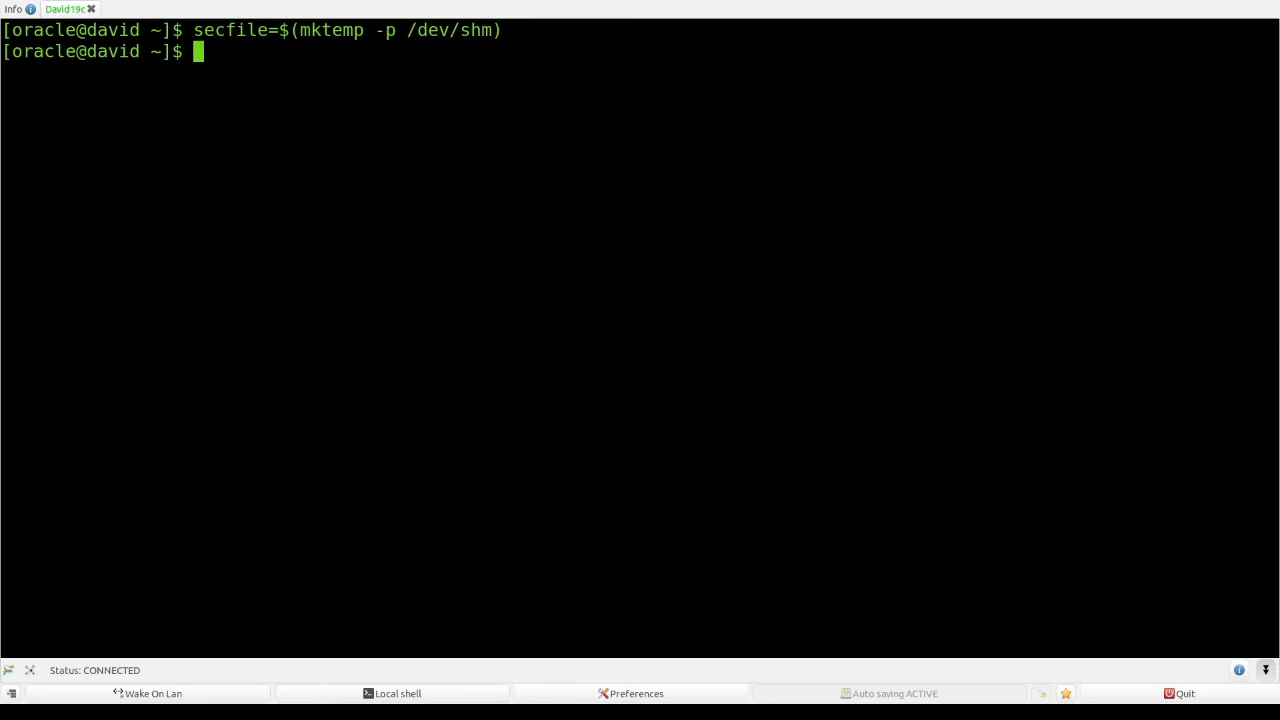 Info David19c
[oracle@david ~]$ secfile=$(mktemp -p /dev/shm)
[oracle@david ~]$
Status: CONNECTED
Wake On Lan Local shell Preferences Auto saving ACTIVE Quit